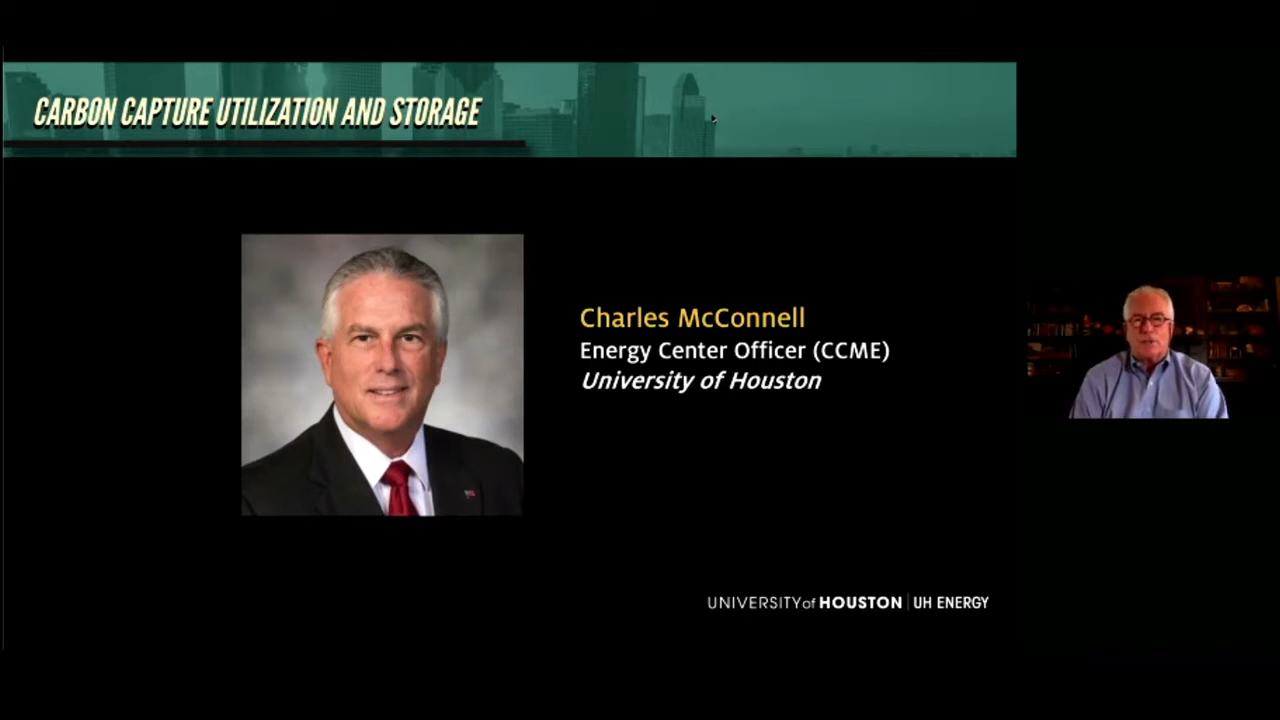 CARBON CAPTURE UTILIZATION AND STORAGE
Charles McConnell
Energy Center Officer (CCME)
University of Houston
UNIVERSITY of HOUSTON | UH ENERGY